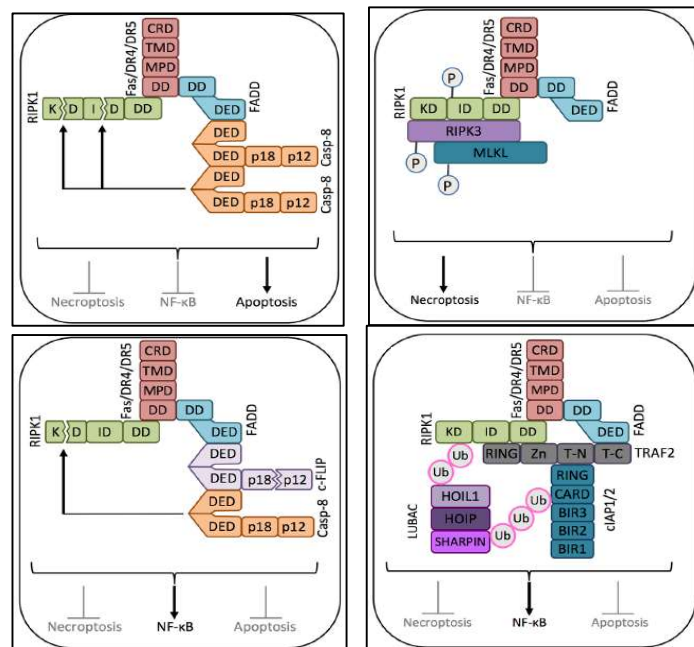 Fas/DR4/DR5
CRD
TMD
MPD
DD
DD
RIPK1
K D I D DD
DED
FADD
DED
DED p18 p12
Casp-8
DED
DED p18 p12
Casp-8
Necroptosis NF-κB Apoptosis
Fas/DR4/DR5
CRD
TMD
MPD
DD
DD
P
RIPK1
KD ID DD
DED
FADD
RIPK3
MLKL
P
P
Necroptosis NF-κB Apoptosis
Fas/DR4/DR5
CRD
TMD
MPD
DD
DD
RIPK1
K D ID DD
DED
FADD
DED
DED p18 p12
c-FLIP
DED
DED p18 p12
Casp-8
Necroptosis NF-κB Apoptosis
Fas/DR4/DR5
CRD
TMD
MPD
DD
DD
RIPK1
KD ID DD
DED
FADD
RING Zn T-N T-C TRAF2
Ub
Ub
LUBAC
HOIL1
HOIP
SHARPIN
Ub
Ub
Ub
RING
CARD
BIR3
BIR2
BIR1
cIAP1/2
Necroptosis NF-κB Apoptosis